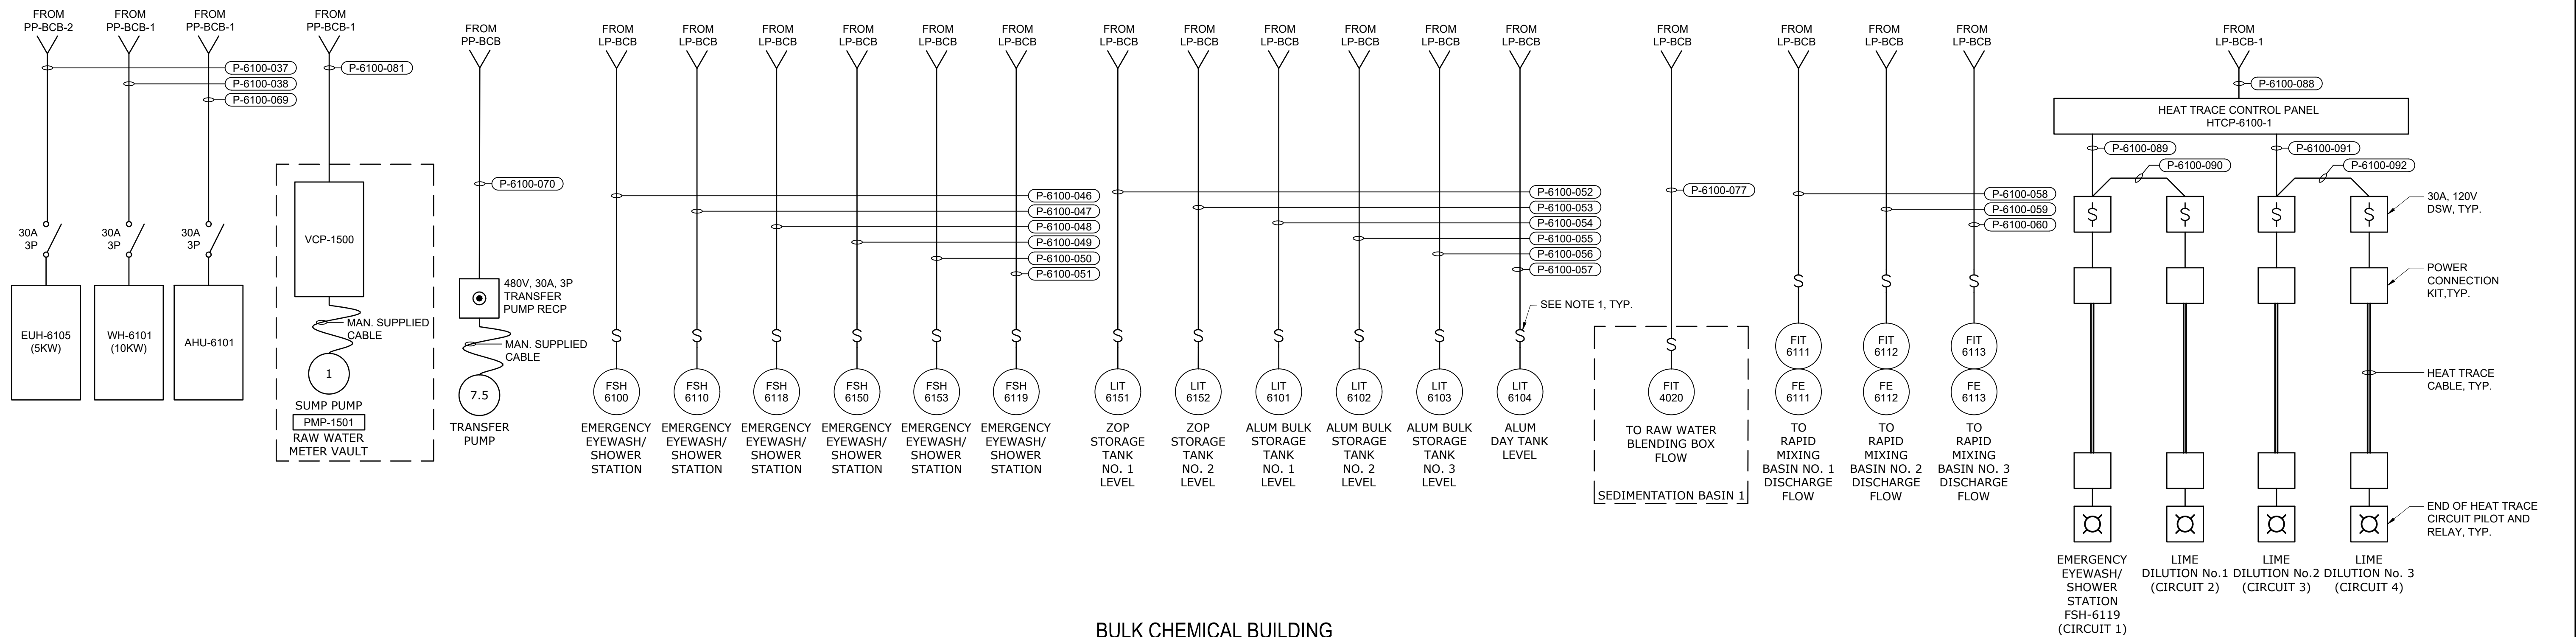 FROM
PP-BCB-2
FROM
PP-BCB-1
FROM
PP-BCB-1
FROM
PP-BCB-1
FROM
PP-BCB
FROM
LP-BCB
FROM
LP-BCB
FROM
LP-BCB
FROM
LP-BCB
FROM
LP-BCB
FROM
LP-BCB
FROM
LP-BCB
FROM
LP-BCB
FROM
LP-BCB
FROM
LP-BCB
FROM
LP-BCB
FROM
LP-BCB
FROM
LP-BCB
FROM
LP-BCB
FROM
LP-BCB
FROM
LP-BCB
FROM
LP-BCB-1
P-6100-037
P-6100-038
P-6100-069
P-6100-081
P-6100-070
P-6100-046
P-6100-047
P-6100-048
P-6100-049
P-6100-050
P-6100-051
P-6100-052
P-6100-053
P-6100-054
P-6100-055
P-6100-056
P-6100-057
P-6100-077
P-6100-058
P-6100-059
P-6100-060
P-6100-088
HEAT TRACE CONTROL PANEL
HTCP-6100-1
P-6100-089
P-6100-090
P-6100-091
P-6100-092
30A
3P
30A
3P
30A
3P
EUH-6105
(5KW)
WH-6101
(10KW)
AHU-6101
VCP-1500
MAN. SUPPLIED
CABLE
1
SUMP PUMP
PMP-1501
RAW WATER
METER VAULT
480V, 30A, 3P
TRANSFER
PUMP RECP
MAN. SUPPLIED
CABLE
7.5
TRANSFER
PUMP
S
FSH
6100
EMERGENCY
EYEWASH/
SHOWER
STATION
S
FSH
6110
EMERGENCY
EYEWASH/
SHOWER
STATION
S
FSH
6118
EMERGENCY
EYEWASH/
SHOWER
STATION
S
FSH
6150
EMERGENCY
EYEWASH/
SHOWER
STATION
S
FSH
6153
EMERGENCY
EYEWASH/
SHOWER
STATION
S
FSH
6119
EMERGENCY
EYEWASH/
SHOWER
STATION
S
LIT
6151
ZOP
STORAGE
TANK
NO. 1
LEVEL
S
LIT
6152
ZOP
STORAGE
TANK
NO. 2
LEVEL
S
LIT
6101
ALUM BULK
STORAGE
TANK
NO. 1
LEVEL
S
LIT
6102
ALUM BULK
STORAGE
TANK
NO. 2
LEVEL
S
LIT
6103
ALUM BULK
STORAGE
TANK
NO. 3
LEVEL
SEE NOTE 1, TYP.
S
LIT
6104
ALUM
DAY TANK
LEVEL
S
FIT
4020
TO RAW WATER
BLENDING BOX
FLOW
SEDIMENTATION BASIN 1
S
FIT
6111
FE
6111
TO
RAPID
MIXING
BASIN NO. 1
DISCHARGE
FLOW
S
FIT
6112
FE
6112
TO
RAPID
MIXING
BASIN NO. 2
DISCHARGE
FLOW
S
FIT
6113
FE
6113
TO
RAPID
MIXING
BASIN NO. 3
DISCHARGE
FLOW
S
S
S
S
30A, 120V
DSW, TYP.
POWER
CONNECTION
KIT,TYP.
HEAT TRACE
CABLE, TYP.
END OF HEAT TRACE
CIRCUIT PILOT AND
RELAY, TYP.
EMERGENCY
EYEWASH/
SHOWER
STATION
FSH-6119
(CIRCUIT 1)
LIME
DILUTION No.1
(CIRCUIT 2)
LIME
DILUTION No.2
(CIRCUIT 3)
LIME
DILUTION No. 3
(CIRCUIT 4)
BULK CHEMICAL BUILDING